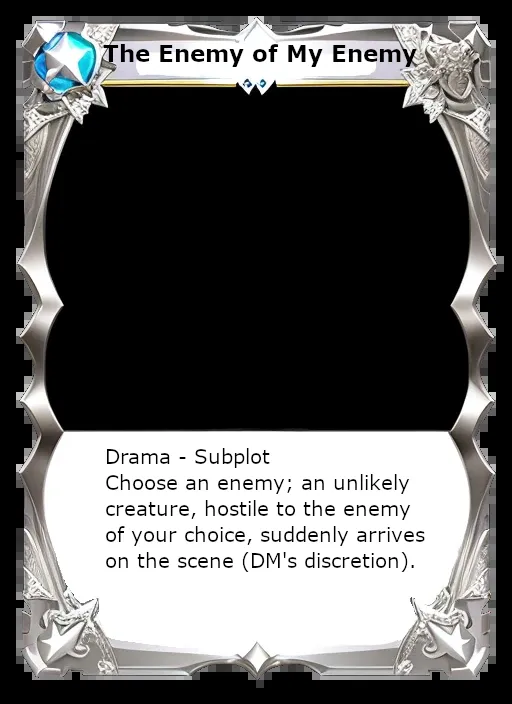 The Enemy of My Enemy
Drama - Subplot
Choose an enemy; an unlikely
creature, hostile to the enemy
of your choice, suddenly arrives
on the scene (DM's discretion).